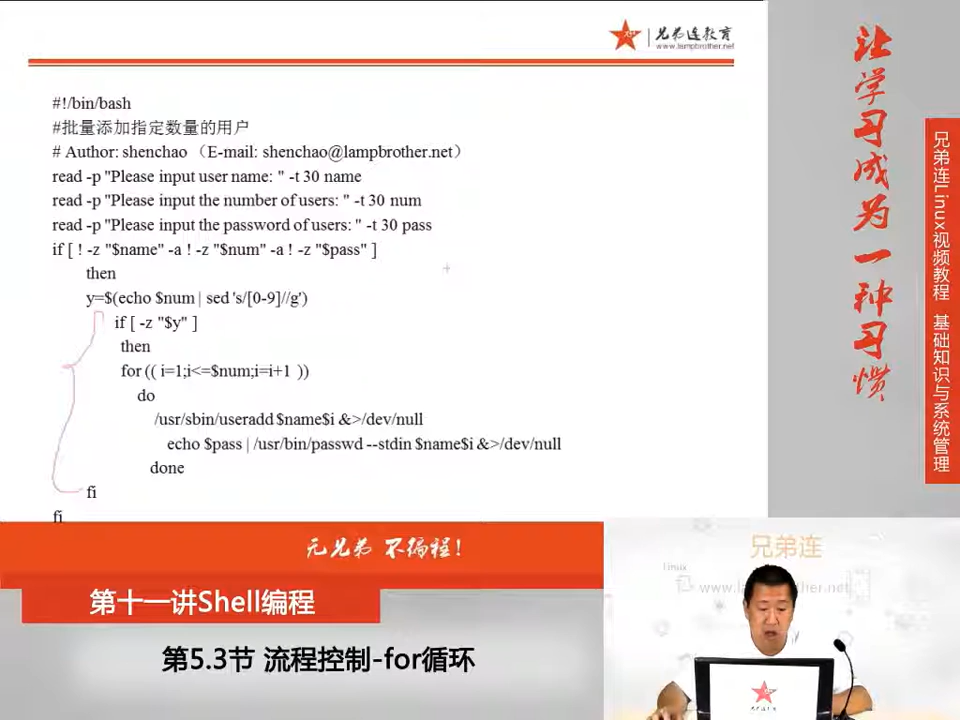 兄弟连教育
www.lampbrother.net
#!/bin/bash
#批量添加指定数量的用户
# Author: shenchao （E-mail: shenchao@lampbrother.net）
read -p "Please input user name: " -t 30 name
read -p "Please input the number of users: " -t 30 num
read -p "Please input the password of users: " -t 30 pass
if [ ! -z "$name" -a ! -z "$num" -a ! -z "$pass" ]
then
y=$(echo $num | sed 's/[0-9]//g')
if [ -z "$y" ]
then
for (( i=1;i<=$num;i=i+1 ))
do
/usr/sbin/useradd $name$i &>/dev/null
echo $pass | /usr/bin/passwd --stdin $name$i &>/dev/null
done
fi
fi
无兄弟 不编程!
第十一讲Shell编程
第5.3节 流程控制-for循环
让学习成为一种习惯
兄弟连Linux视频教程 基础知识与系统管理
兄弟连
Linux